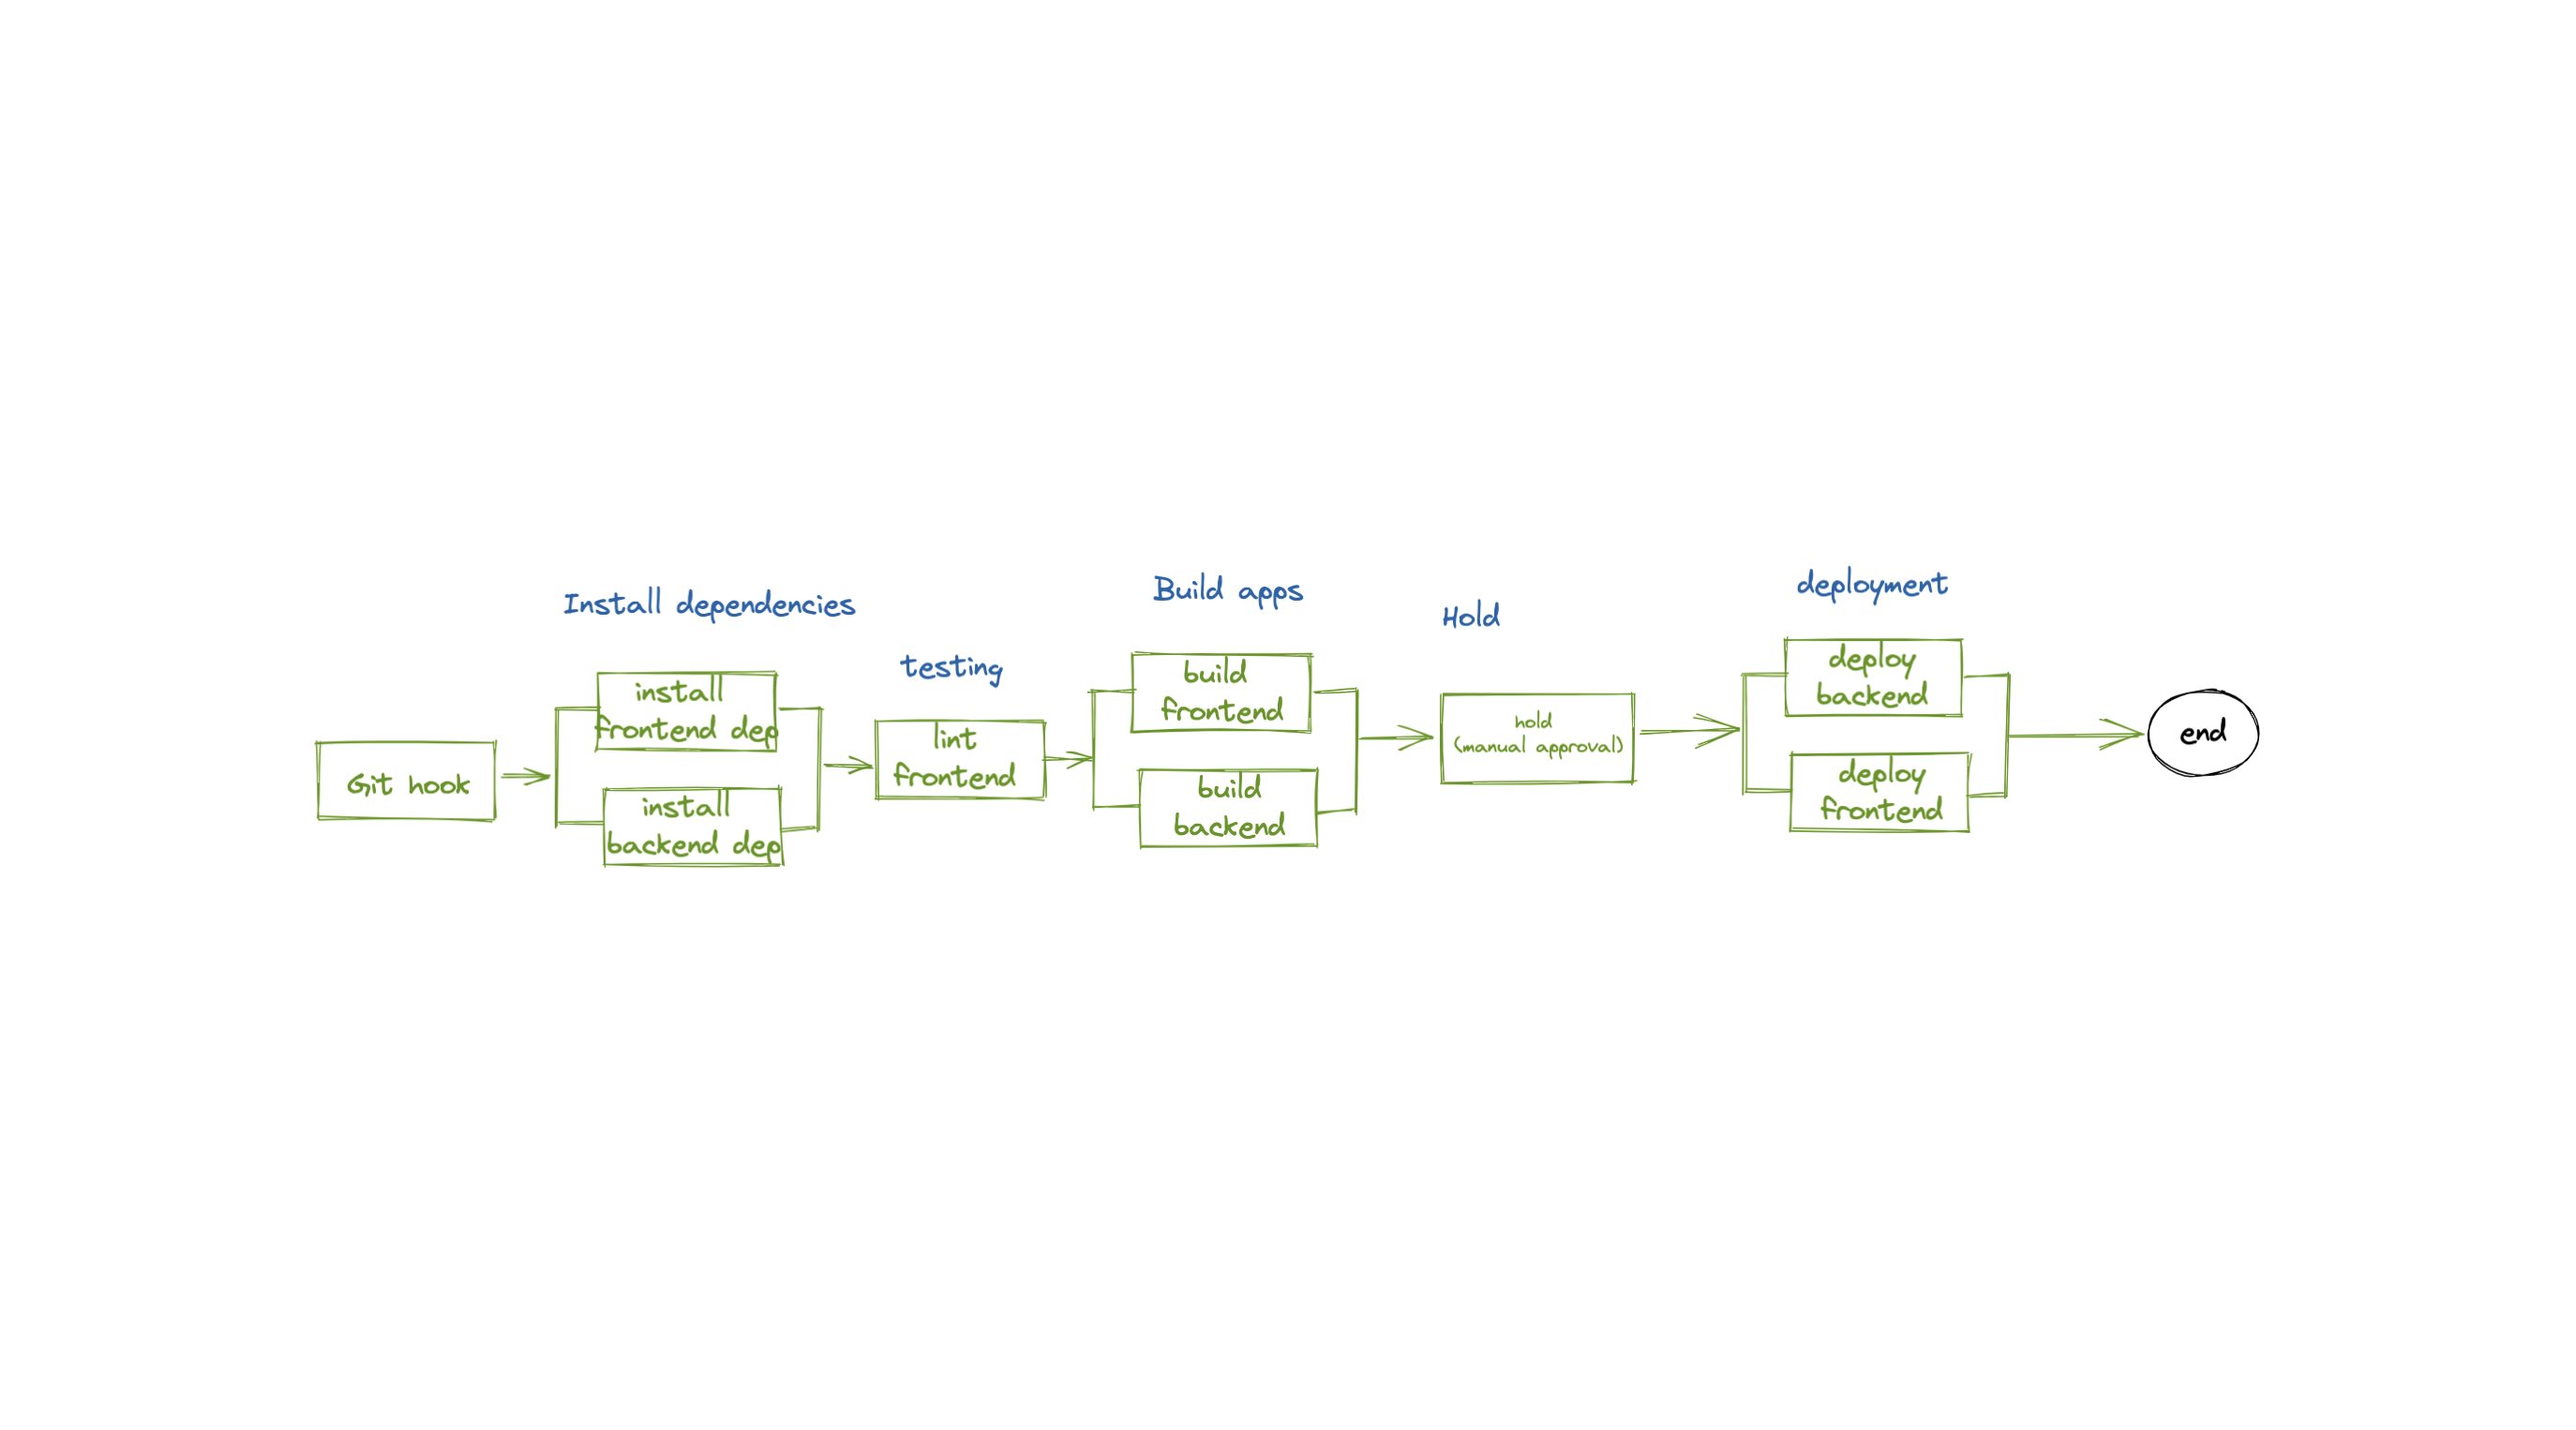 Git hook
Install dependencies
install
frontend dep
install
backend dep
testing
lint
frontend
Build apps
build
frontend
build
backend
Hold
hold
(manual approval)
deployment
deploy
backend
deploy
frontend
end